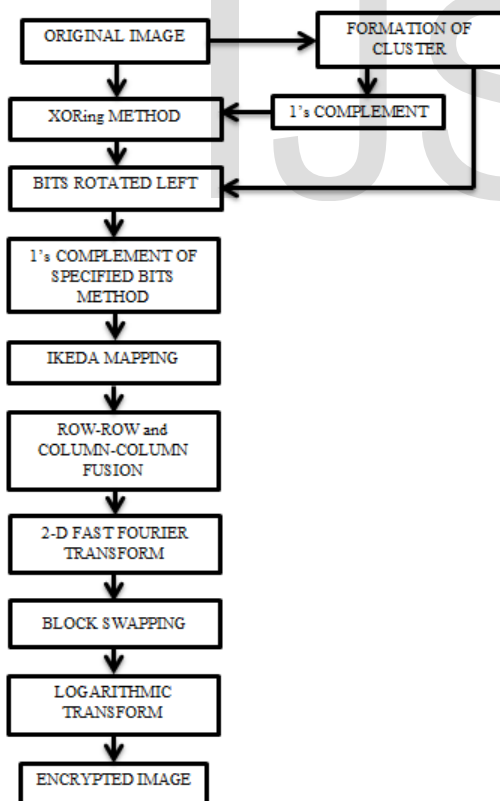 ORIGINAL IMAGE
FORMATION OF
CLUSTER
XORing METHOD
1's COMPLEMENT
BITS ROTATED LEFT
1's COMPLEMENT OF
SPECIFIED BITS
METHOD
IKEDA MAPPING
ROW-ROW and
COLUMN-COLUMN
FUSION
2-D FAST FOURIER
TRANSFORM
BLOCK SWAPPING
LOGARITHMIC
TRANSFORM
ENCRYPTED IMAGE